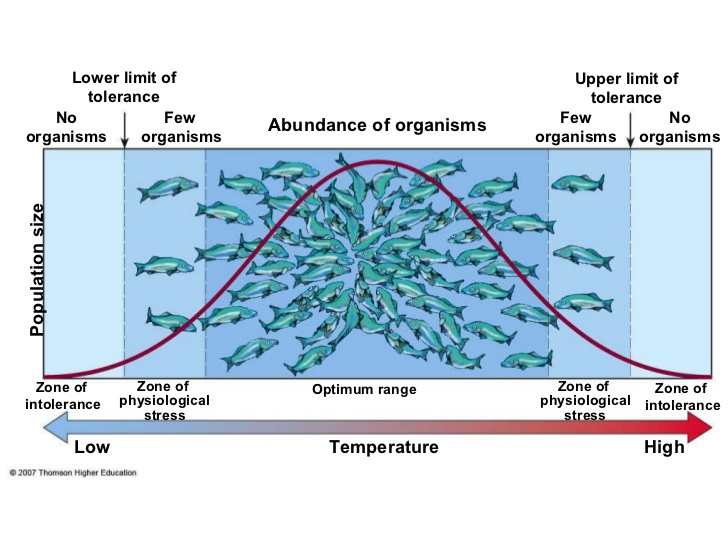 Lower limit of
tolerance
Upper limit of
tolerance
No
organisms
Few
organisms
Abundance of organisms
Few
organisms
No
organisms
Population size
Zone of
intolerance
Zone of
physiological
stress
Optimum range
Zone of
physiological
stress
Zone of
intolerance
Low
Temperature
High
© 2007 Thomson Higher Education